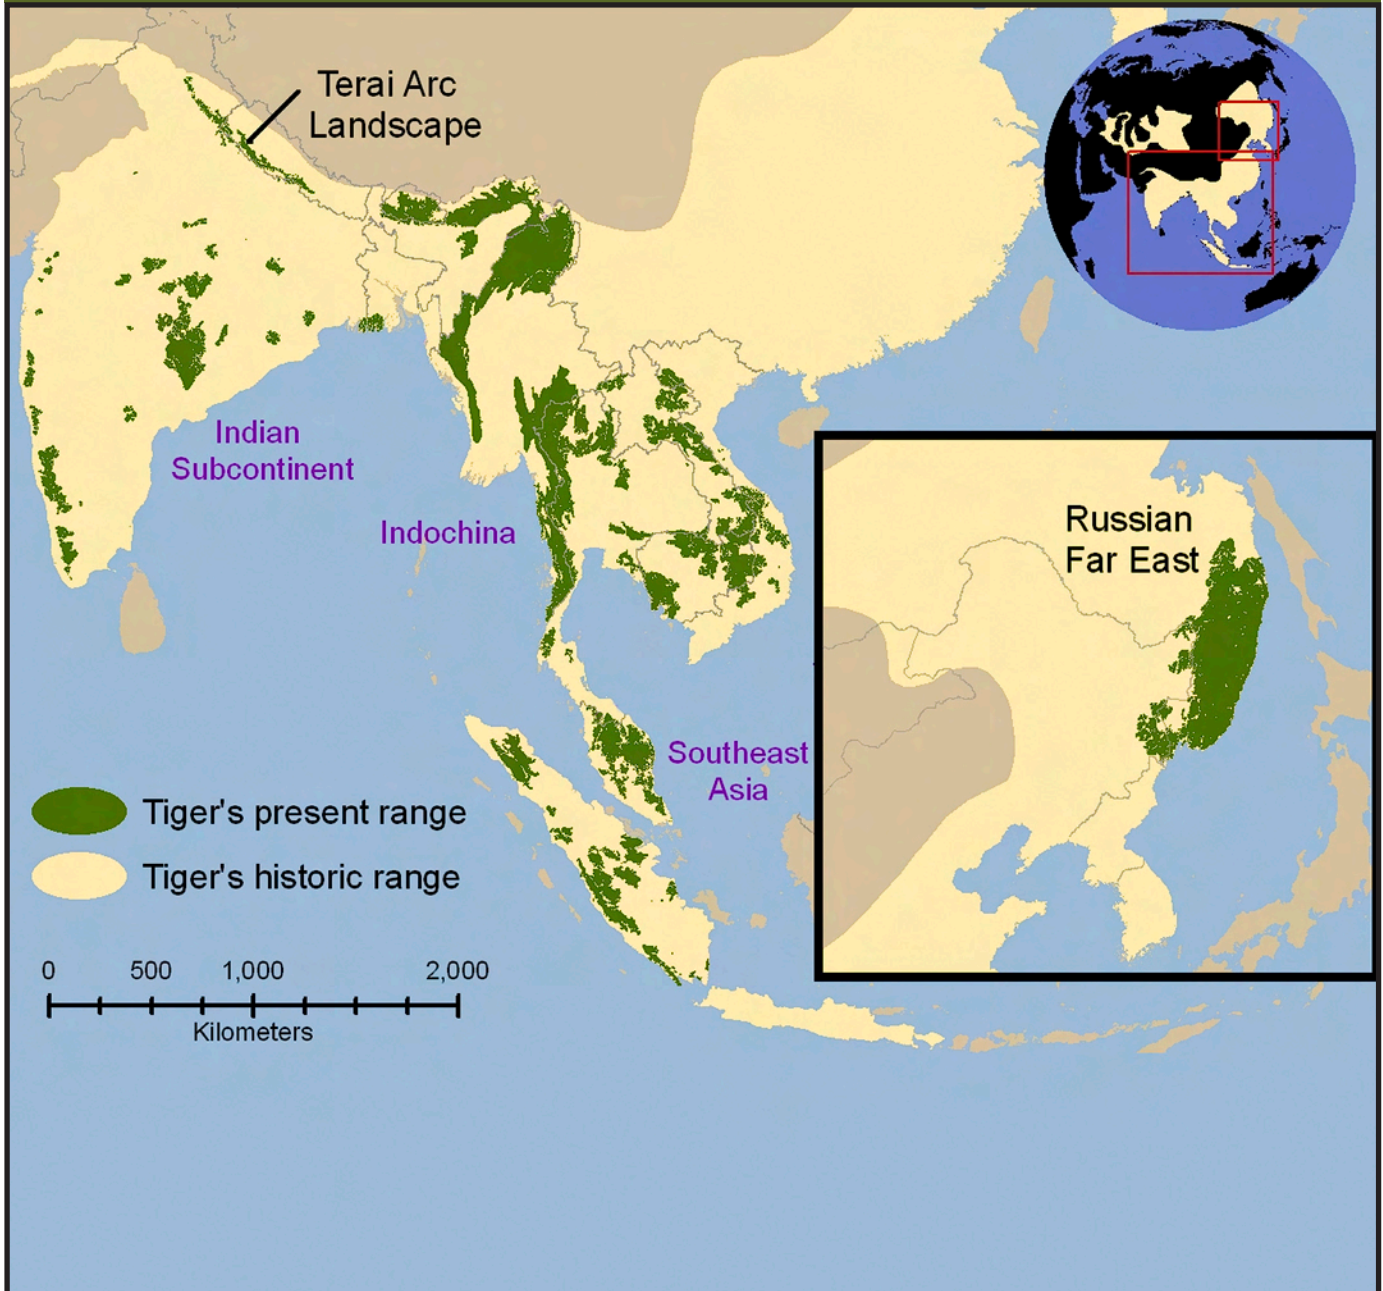 Terai Arc
Landscape
Indian
Subcontinent
Indochina
Russian
Far East
Southeast
Asia
Tiger's present range
Tiger's historic range
0 500 1,000 2,000
Kilometers